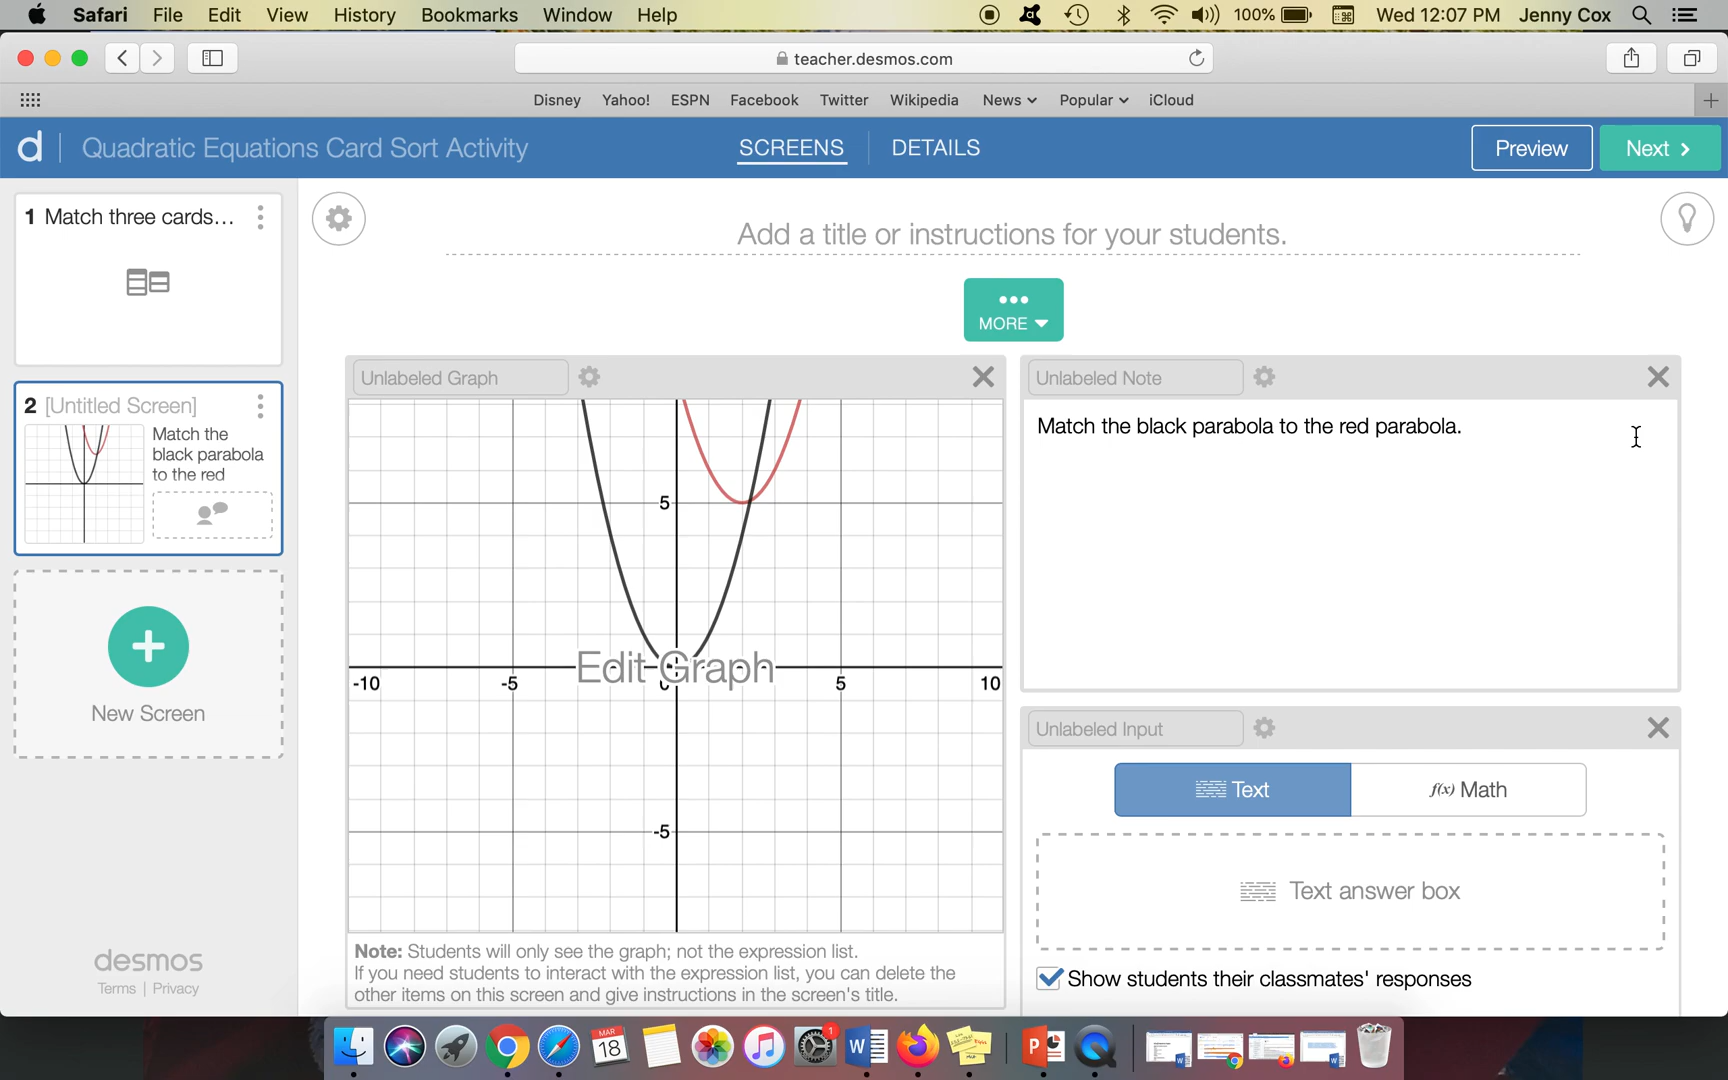 Safari File Edit View History Bookmarks Window Help 100% Wed 12:07 PM Jenny Cox
teacher.desmos.com
Disney Yahoo! ESPN Facebook Twitter Wikipedia News Popular iCloud
d Quadratic Equations Card Sort Activity SCREENS DETAILS Preview Next
1 Match three cards...
Add a title or instructions for your students.
MORE
2 [Untitled Screen]
Match the
black parabola
to the red
New Screen
desmos
Terms | Privacy
Unlabeled Graph
5
Edit Graph
-10 -5 0 5 10
-5
Note: Students will only see the graph; not the expression list.
If you need students to interact with the expression list, you can delete the
other items on this screen and give instructions in the screen's title.
Unlabeled Note
Match the black parabola to the red parabola.
Unlabeled Input
Text f(x) Math
Text answer box
Show students their classmates' responses
MAR
18
1
W
P